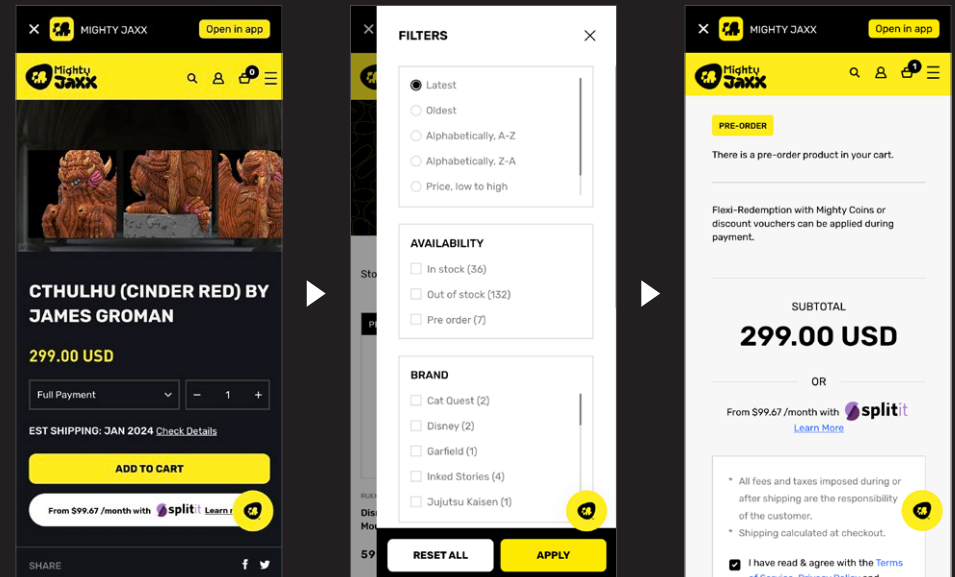 MIGHTY JAXX
Open in app
Mighty
JAXX
0
CTHULHU (CINDER RED) BY
JAMES GROMAN
299.00 USD
Full Payment
1
EST SHIPPING: JAN 2024 Check Details
ADD TO CART
From $99.67 /month with splitit Learn
SHARE
FILTERS
Latest
Oldest
Alphabetically, A-Z
Alphabetically, Z-A
Price, low to high
AVAILABILITY
In stock (36)
Out of stock (132)
Pre order (7)
BRAND
Cat Quest (2)
Disney (2)
Garfield (1)
Inked Stories (4)
Jujutsu Kaisen (1)
RESET ALL
APPLY
MIGHTY JAXX
Open in app
Mighty
JAXX
1
PRE-ORDER
There is a pre-order product in your cart.
Flexi-Redemption with Mighty Coins or
discount vouchers can be applied during
payment.
SUBTOTAL
299.00 USD
OR
From $99.67 /month with splitit
Learn More
* All fees and taxes imposed during or
after shipping are the responsibility
of the customer.
* Shipping calculated at checkout.
I have read & agree with the Terms
of Service, Privacy Policy and